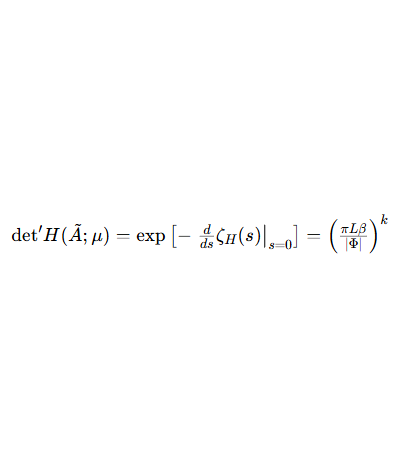 det′H(Ã; μ) = exp [− d/ds ζ_H(s)|_{s=0}] = (πLβ/|Φ|)^k